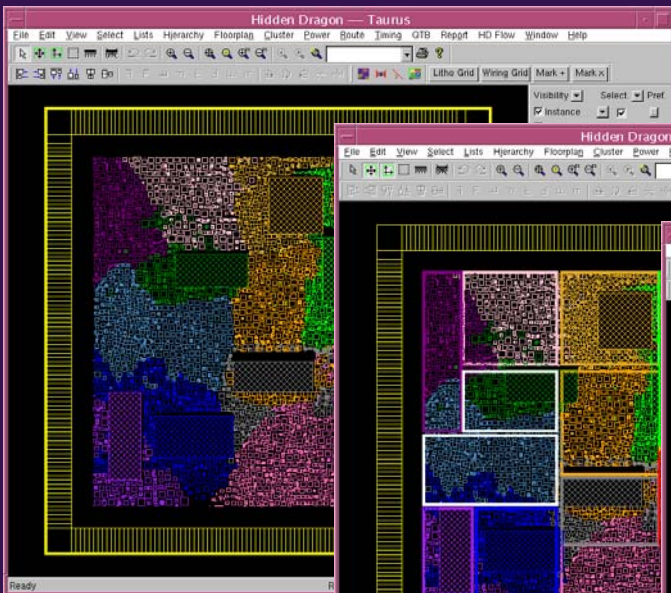 Hidden Dragon — Taurus
File Edit View Select Lists Hjerarchy Floorplan Cluster Power Route Timing QTB Report HD Flow Window Help
Litho Grid Wiring Grid Mark + Mark x
Visibility Select Pref.
Instance
Hidden Dragon
File Edit View Select Lists Hjerarchy Floorplan Cluster Power
Ready